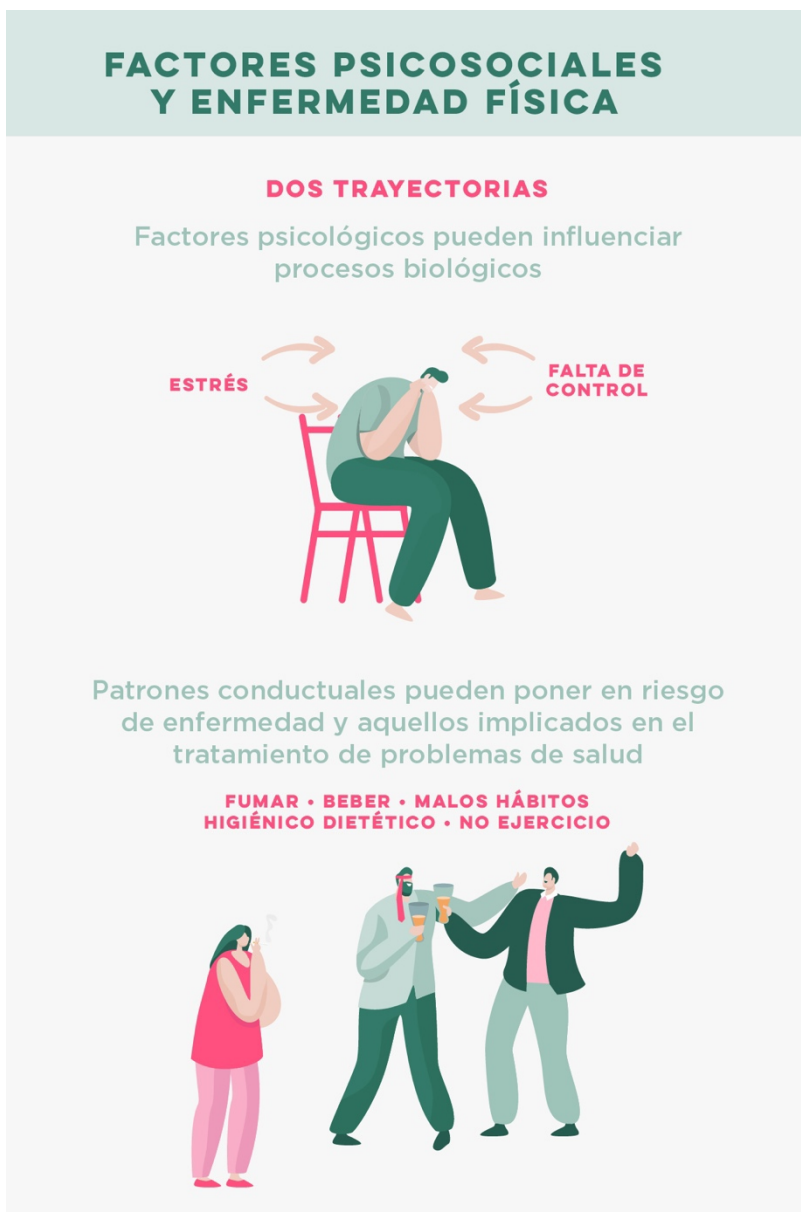 FACTORES PSICOSOCIALES
Y ENFERMEDAD FÍSICA
DOS TRAYECTORIAS
Factores psicológicos pueden influenciar
procesos biológicos
ESTRÉS
FALTA DE
CONTROL
Patrones conductuales pueden poner en riesgo
de enfermedad y aquellos implicados en el
tratamiento de problemas de salud
FUMAR • BEBER • MALOS HÁBITOS
HIGIÉNICO DIETÉTICO • NO EJERCICIO